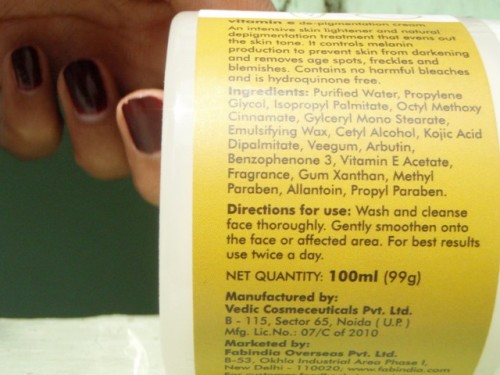 vitamin e de-pigmentation cream
An intensive skin lightener and natural
depigmentation treatment that evens out
the skin tone. It controls melanin
production to prevent skin from darkening
and removes age spots, freckles and
blemishes. Contains no harmful bleaches
and is hydroquinone free.
Ingredients: Purified Water, Propylene
Glycol, Isopropyl Palmitate, Octyl Methoxy
Cinnamate, Gylceryl Mono Stearate,
Emulsifying Wax, Cetyl Alcohol, Kojic Acid
Dipalmitate, Veegum, Arbutin,
Benzophenone 3, Vitamin E Acetate,
Fragrance, Gum Xanthan, Methyl
Paraben, Allantoin, Propyl Paraben.
Directions for use: Wash and cleanse
face thoroughly. Gently smoothen onto
the face or affected area. For best results
use twice a day.
NET QUANTITY: 100ml (99g)
Manufactured by:
Vedic Cosmeceuticals Pvt. Ltd.
B - 115, Sector 65, Noida ( U.P. )
Mfg. Lic.No.: 07/C of 2010
Marketed by:
Fabindia Overseas Pvt. Ltd.
B-53, Okhla Industrial Area Phase I,
New Delhi - 110020; www.fabindia.com